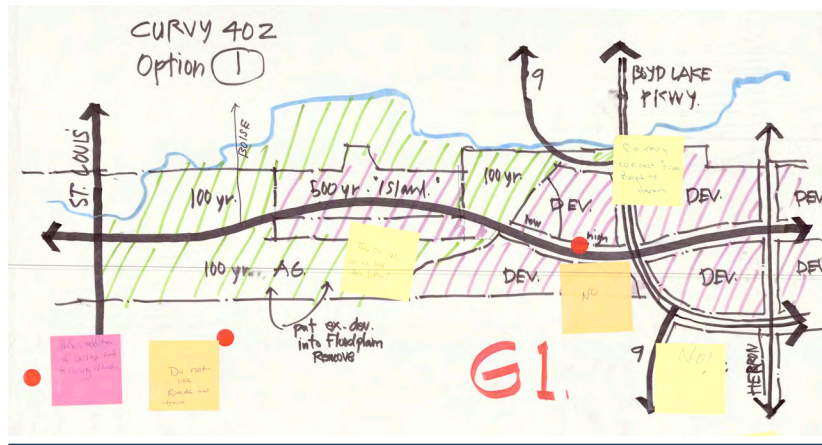 CURVY 402
Option 1
9
BOYD LAKE
PKWY.
ST. LOUIS
BOISE
100 yr.
500 yr. "Island."
100 yr.
DEV.
DEV.
DEV
low
high
100 yr.
AG.
DEV.
DEV.
DEV
NO
put ex. dev.
into Floodplain
Remove
G1.
9
NO!
HERRON
Do not
like